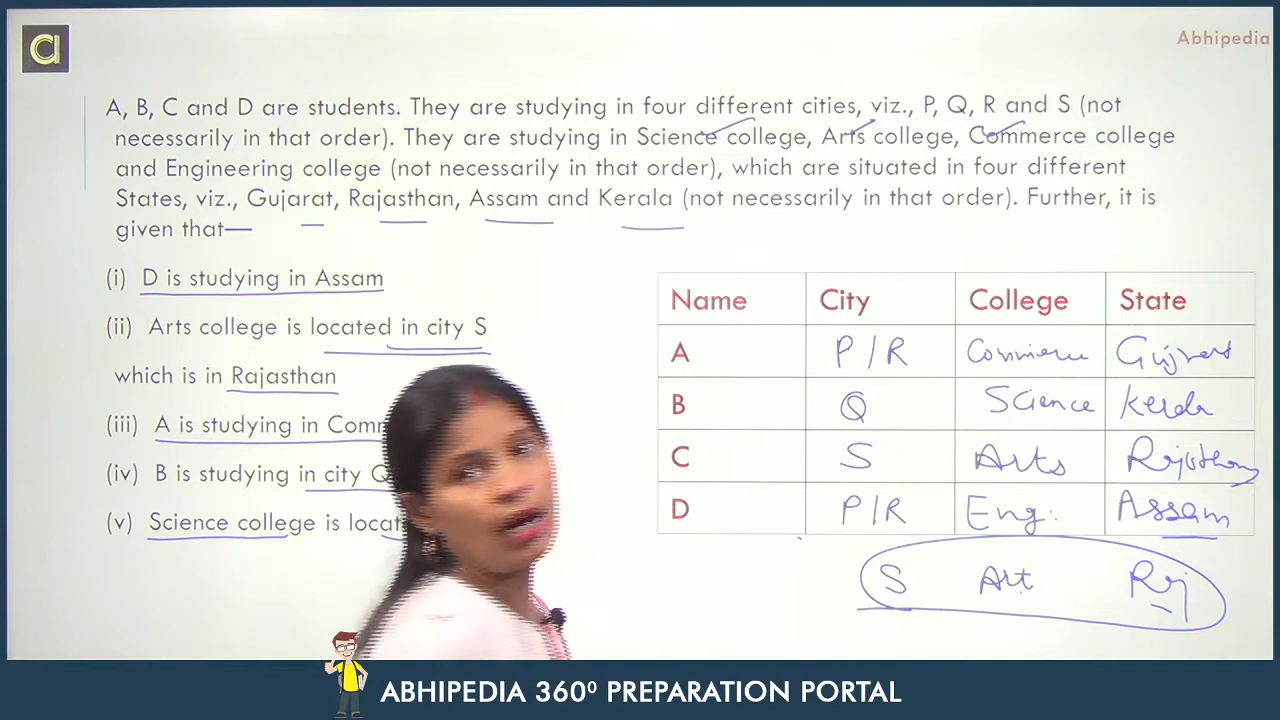 a
Abhipedia
A, B, C and D are students. They are studying in four different cities, viz., P, Q, R and S (not
necessarily in that order). They are studying in Science college, Arts college, Commerce college
and Engineering college (not necessarily in that order), which are situated in four different
States, viz., Gujarat, Rajasthan, Assam and Kerala (not necessarily in that order). Further, it is
given that—
(i) D is studying in Assam
(ii) Arts college is located in city S
which is in Rajasthan
(iii) A is studying in Com
(iv) B is studying in city Q
(v) Science college is locat
Name City College State
A P/R Commerce Gujrat
B Q Science Kerala
C S Arts Rajasthan
D P/R Eng. Assam
S Art Raj
ABHIPEDIA 360⁰ PREPARATION PORTAL